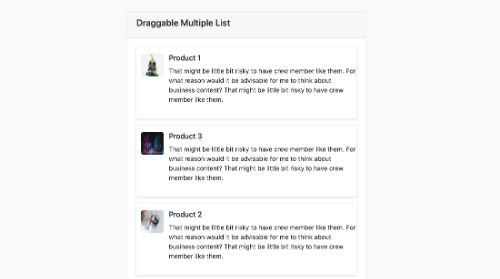 Draggable Multiple List
Product 1
That might be little bit risky to have crew member like them. For
what reason would it be advisable for me to think about
business content? That might be little bit risky to have crew
member like them.
Product 3
That might be little bit risky to have crew member like them. For
what reason would it be advisable for me to think about
business content? That might be little bit risky to have crew
member like them.
Product 2
That might be little bit risky to have crew member like them. For
what reason would it be advisable for me to think about
business content? That might be little bit risky to have crew
member like them.